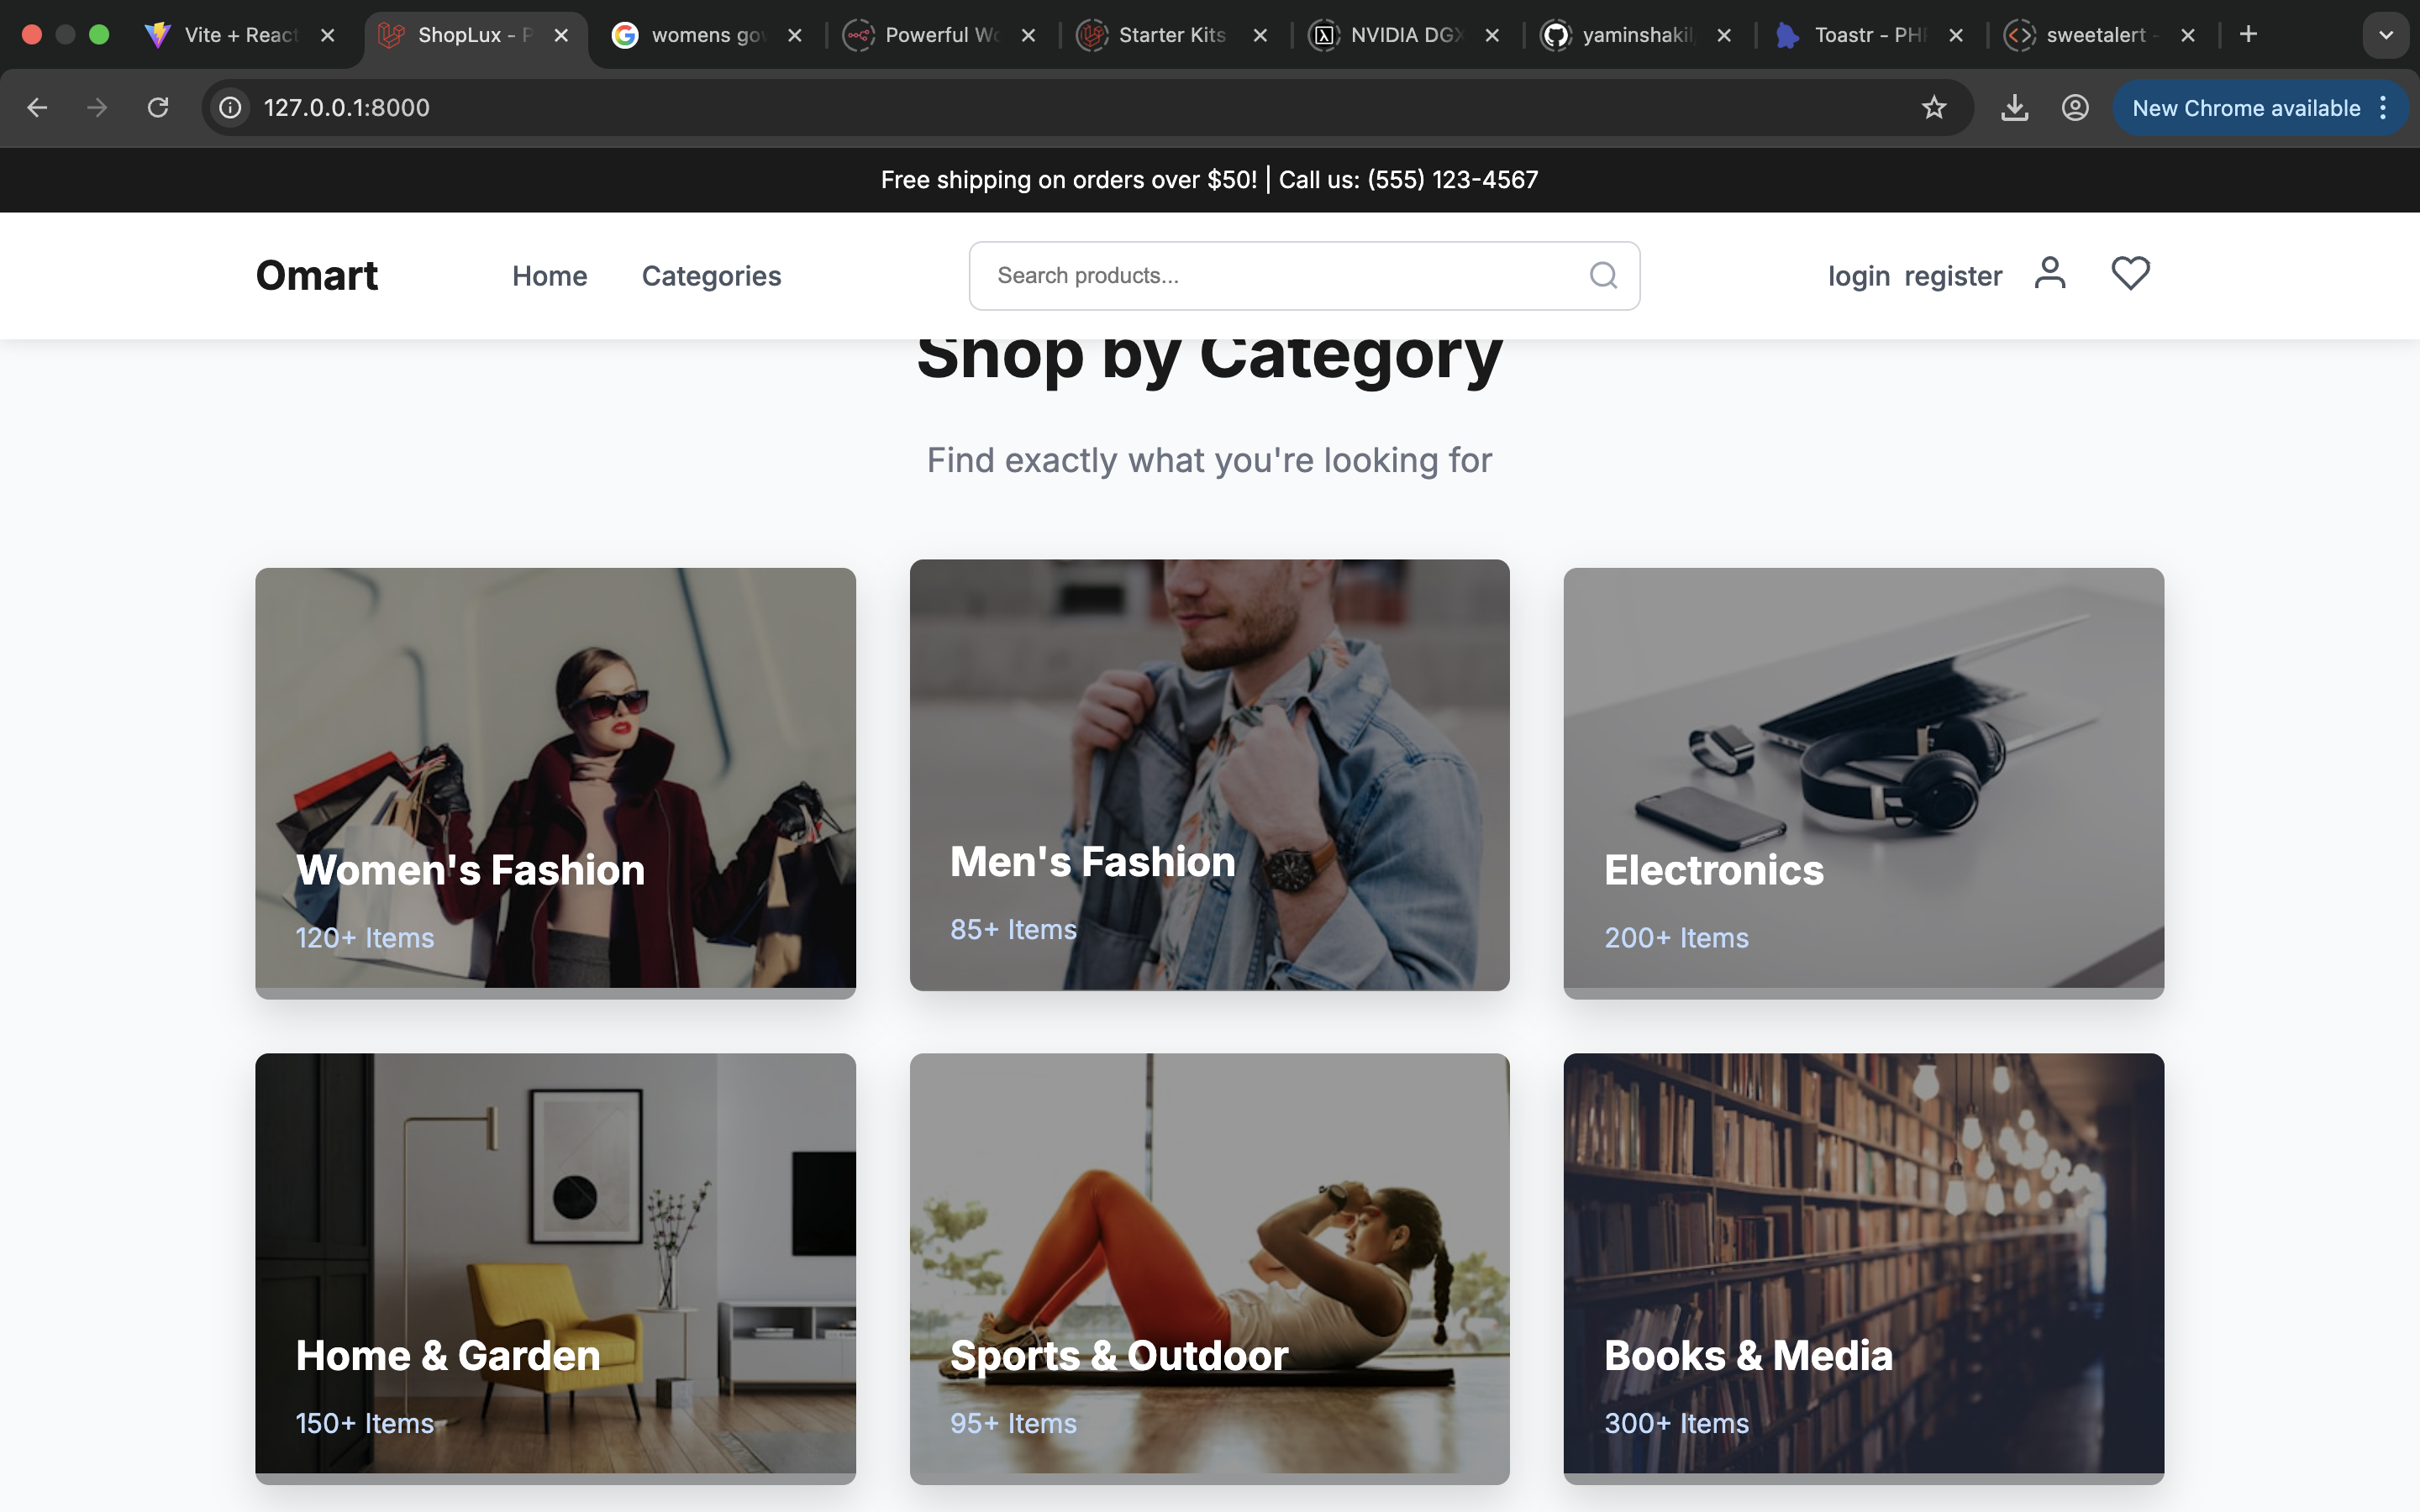 Vite + React
ShopLux - P
womens gov
Powerful Wo
Starter Kits
NVIDIA DGX
yaminshakil
Toastr - PHP
sweetalert -
127.0.0.1:8000
New Chrome available
Free shipping on orders over $50! | Call us: (555) 123-4567
Omart
Home
Categories
Search products...
login register
Shop by Category
Find exactly what you're looking for
Women's Fashion
120+ Items
Men's Fashion
85+ Items
Electronics
200+ Items
Home & Garden
150+ Items
Sports & Outdoor
95+ Items
Books & Media
300+ Items